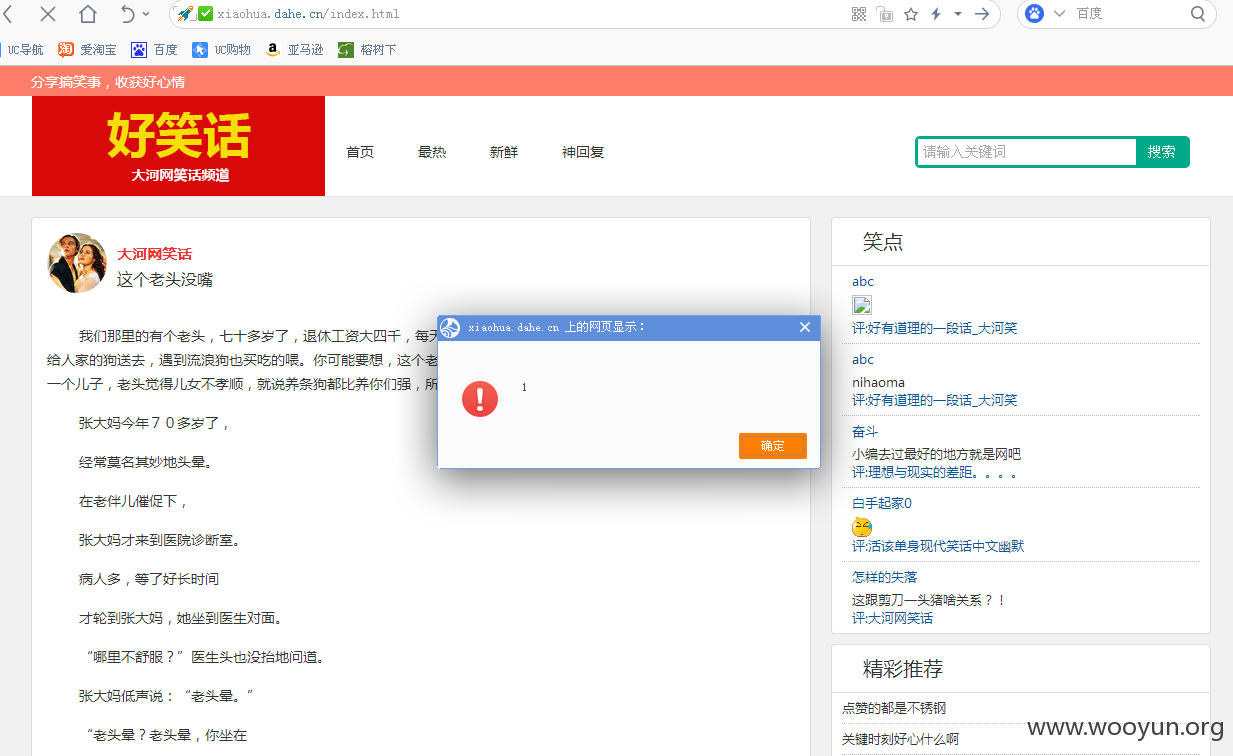 xiaohua.dahe.cn/index.html
百度
UC导航
爱淘宝
百度
UC购物
亚马逊
榕树下
分享搞笑事，收获好心情
好笑话
大河网笑话频道
首页
最热
新鲜
神回复
请输入关键词
搜索
大河网笑话
这个老头没嘴
我们那里的有个老头，七十多岁了，退休工资大四千，每天
给人家的狗送去，遇到流浪狗也买吃的喂。你可能要想，这个老
一个儿子，老头觉得儿女不孝顺，就说养条狗都比养你们强，所
张大妈今年７０多岁了，
经常莫名其妙地头晕。
在老伴儿催促下，
张大妈才来到医院诊断室。
病人多，等了好长时间
才轮到张大妈，她坐到医生对面。
“哪里不舒服？”医生头也没抬地问道。
张大妈低声说：“老头晕。”
“老头晕？老头晕，你坐在
xiaohua.dahe.cn 上的网页显示：
1
确定
笑点
abc
评:好有道理的一段话_大河笑
abc
nihaoma
评:好有道理的一段话_大河笑
奋斗
小编去过最好的地方就是网吧
评:理想与现实的差距。。。。
白手起家0
评:活该单身现代笑话中文幽默
怎样的失落
这跟剪刀一头猪啥关系？！
评:大河网笑话
精彩推荐
点赞的都是不锈钢
关键时刻好心什么啊
www.wooyun.org